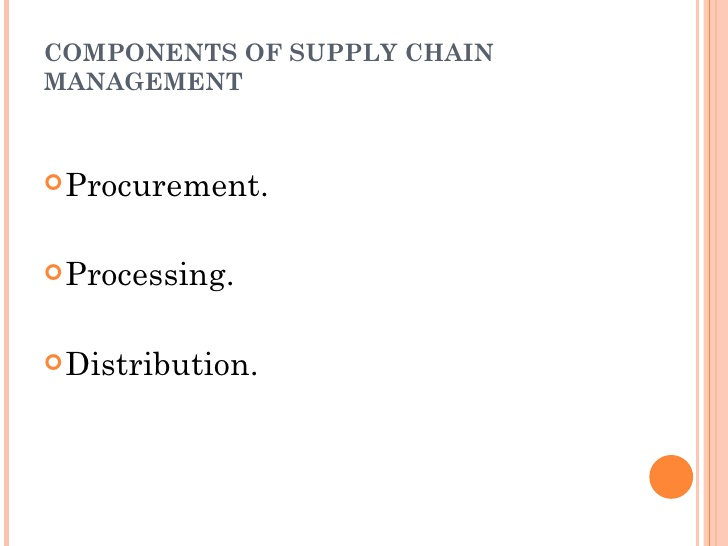 COMPONENTS OF SUPPLY CHAIN
MANAGEMENT
Procurement.
Processing.
Distribution.